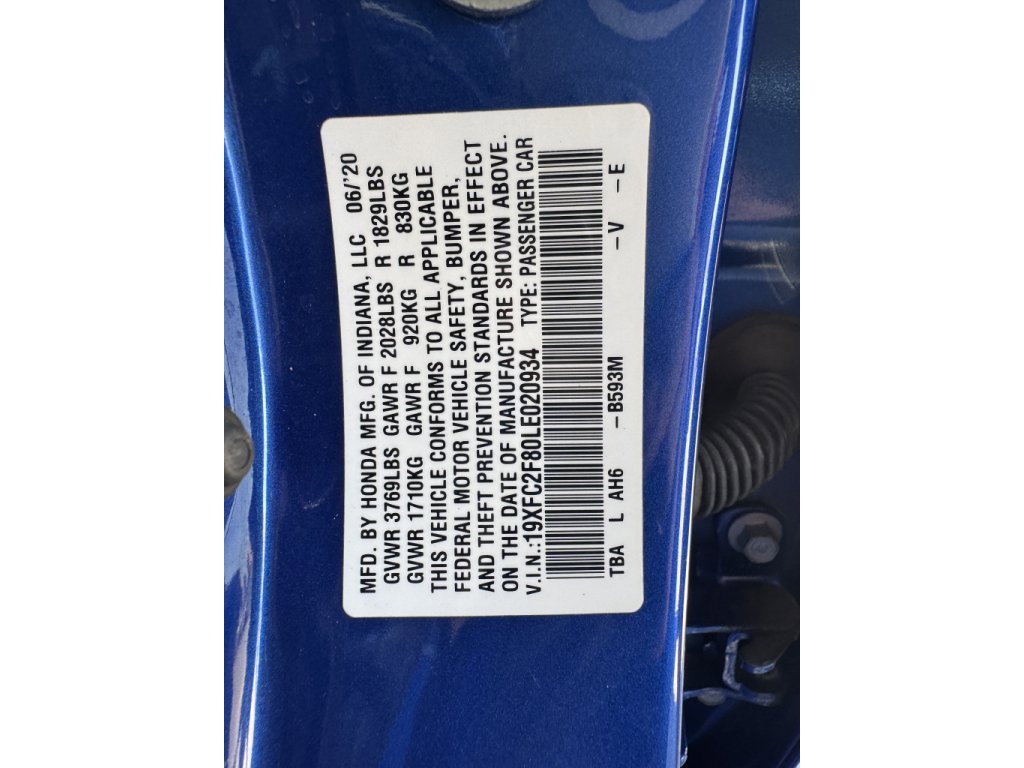 MFD. BY HONDA MFG. OF INDIANA, LLC 06/'20
GVWR 3769LBS GAWR F 2028LBS R 1829LBS
GVWR 1710KG GAWR F 920KG R 830KG
THIS VEHICLE CONFORMS TO ALL APPLICABLE
FEDERAL MOTOR VEHICLE SAFETY, BUMPER,
AND THEFT PREVENTION STANDARDS IN EFFECT
ON THE DATE OF MANUFACTURE SHOWN ABOVE.
V.I.N.:19XFC2F80LE020934 TYPE: PASSENGER CAR
TBA L AH6 -B593M -V -E